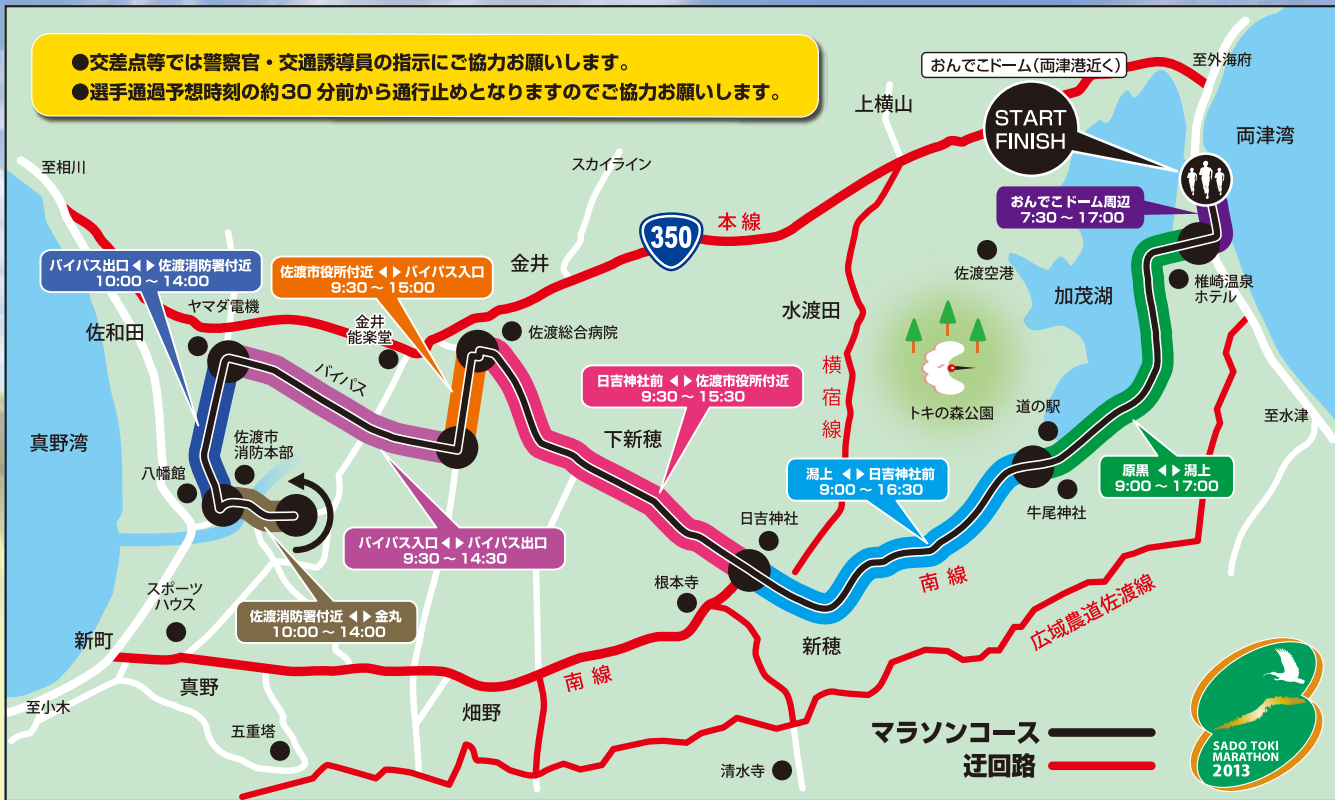 ●交差点等では警察官・交通誘導員の指示にご協力お願いします。
●選手通過予想時刻の約30分前から通行止めとなりますのでご協力お願いします。
おんでこドーム(両津港近く)
至外海府
上横山
START
FINISH
両津湾
至相川
スカイライン
おんでこドーム周辺
7:30～17:00
350
本線
バイパス出口◀▶佐渡消防署付近
10:00～14:00
佐渡市役所付近◀▶バイパス入口
9:30～15:00
金井
佐渡空港
椎崎温泉
ホテル
加茂湖
ヤマダ電機
佐和田
金井
能楽堂
佐渡総合病院
水渡田
横宿線
バイパス
日吉神社前◀▶佐渡市役所付近
9:30～15:30
トキの森公園
道の駅
至水津
真野湾
佐渡市
消防本部
下新穂
八幡館
潟上◀▶日吉神社前
9:00～16:30
原黒◀▶潟上
9:00～17:00
牛尾神社
日吉神社
バイパス入口◀▶バイパス出口
9:30～14:30
スポーツ
ハウス
根本寺
南線
佐渡消防署付近◀▶金丸
10:00～14:00
新町
新穂
広域農道佐渡線
真野
南線
至小木
畑野
五重塔
清水寺
マラソンコース
迂回路
SADO TOKI
MARATHON
2013